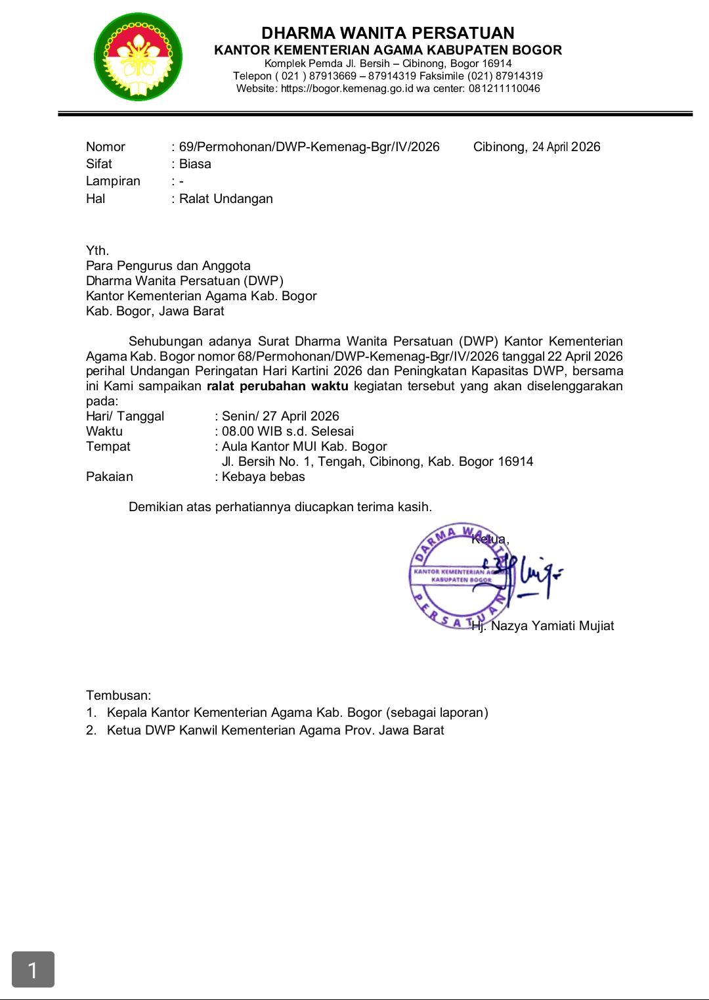 DHARMA WANITA PERSATUAN
KANTOR KEMENTERIAN AGAMA KABUPATEN BOGOR
Komplek Pemda Jl. Bersih – Cibinong, Bogor 16914
Telepon ( 021 ) 87913669 – 87914319 Faksimile (021) 87914319
Website: https://bogor.kemenag.go.id wa center: 081211110046
Nomor : 69/Permohonan/DWP-Kemenag-Bgr/IV/2026 Cibinong, 24 April 2026
Sifat : Biasa
Lampiran : -
Hal : Ralat Undangan
Yth.
Para Pengurus dan Anggota
Dharma Wanita Persatuan (DWP)
Kantor Kementerian Agama Kab. Bogor
Kab. Bogor, Jawa Barat
Sehubungan adanya Surat Dharma Wanita Persatuan (DWP) Kantor Kementerian
Agama Kab. Bogor nomor 68/Permohonan/DWP-Kemenag-Bgr/IV/2026 tanggal 22 April 2026
perihal Undangan Peringatan Hari Kartini 2026 dan Peningkatan Kapasitas DWP, bersama
ini Kami sampaikan ralat perubahan waktu kegiatan tersebut yang akan diselenggarakan
pada:
Hari/ Tanggal : Senin/ 27 April 2026
Waktu : 08.00 WIB s.d. Selesai
Tempat : Aula Kantor MUI Kab. Bogor
Jl. Bersih No. 1, Tengah, Cibinong, Kab. Bogor 16914
Pakaian : Kebaya bebas
Demikian atas perhatiannya diucapkan terima kasih.
Ketua,
DARMA WANITA
KANTOR KEMENTERIAN AGAMA
KABUPATEN BOGOR
PERSATUAN
Hj. Nazya Yamiati Mujiat
Tembusan:
1. Kepala Kantor Kementerian Agama Kab. Bogor (sebagai laporan)
2. Ketua DWP Kanwil Kementerian Agama Prov. Jawa Barat
1